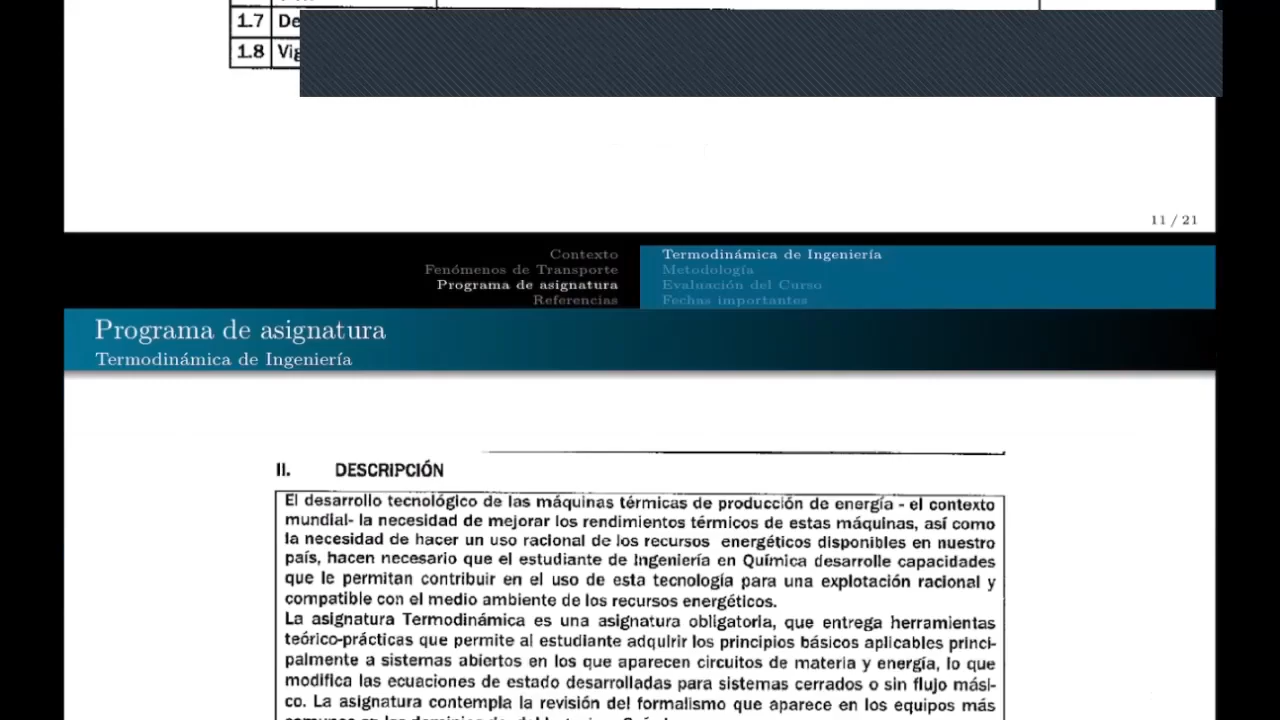 1.7 De
1.8 Vig
11 / 21
Contexto
Fenómenos de Transporte
Programa de asignatura
Referencias
Termodinámica de Ingeniería
Metodología
Evaluación del Curso
Fechas importantes
Programa de asignatura
Termodinámica de Ingeniería
II. DESCRIPCIÓN
El desarrollo tecnológico de las máquinas térmicas de producción de energía - el contexto
mundial- la necesidad de mejorar los rendimientos térmicos de estas máquinas, así como
la necesidad de hacer un uso racional de los recursos energéticos disponibles en nuestro
país, hacen necesario que el estudiante de Ingeniería en Química desarrolle capacidades
que le permitan contribuir en el uso de esta tecnología para una explotación racional y
compatible con el medio ambiente de los recursos energéticos.
La asignatura Termodinámica es una asignatura obligatoria, que entrega herramientas
teórico-prácticas que permite al estudiante adquirir los principios básicos aplicables princi-
palmente a sistemas abiertos en los que aparecen circuitos de materia y energía, lo que
modifica las ecuaciones de estado desarrolladas para sistemas cerrados o sin flujo mási-
co. La asignatura contempla la revisión del formalismo que aparece en los equipos más